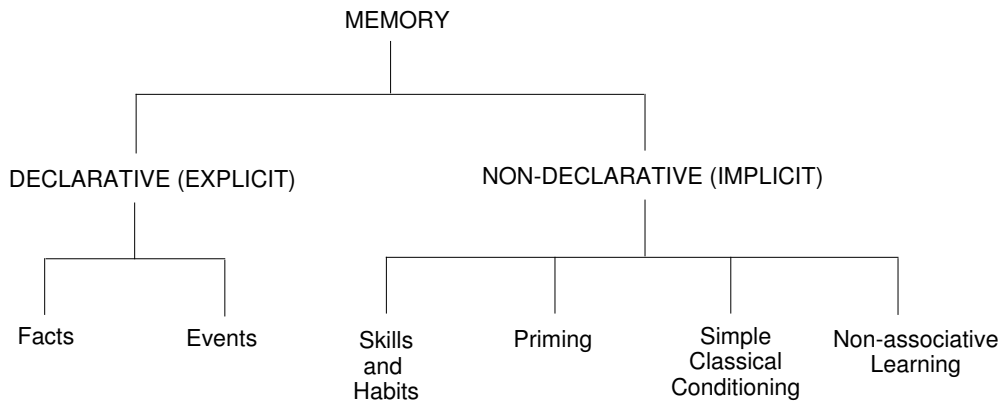 MEMORY
DECLARATIVE (EXPLICIT)
NON-DECLARATIVE (IMPLICIT)
Facts
Events
Skills
and
Habits
Priming
Simple
Classical
Conditioning
Non-associative
Learning